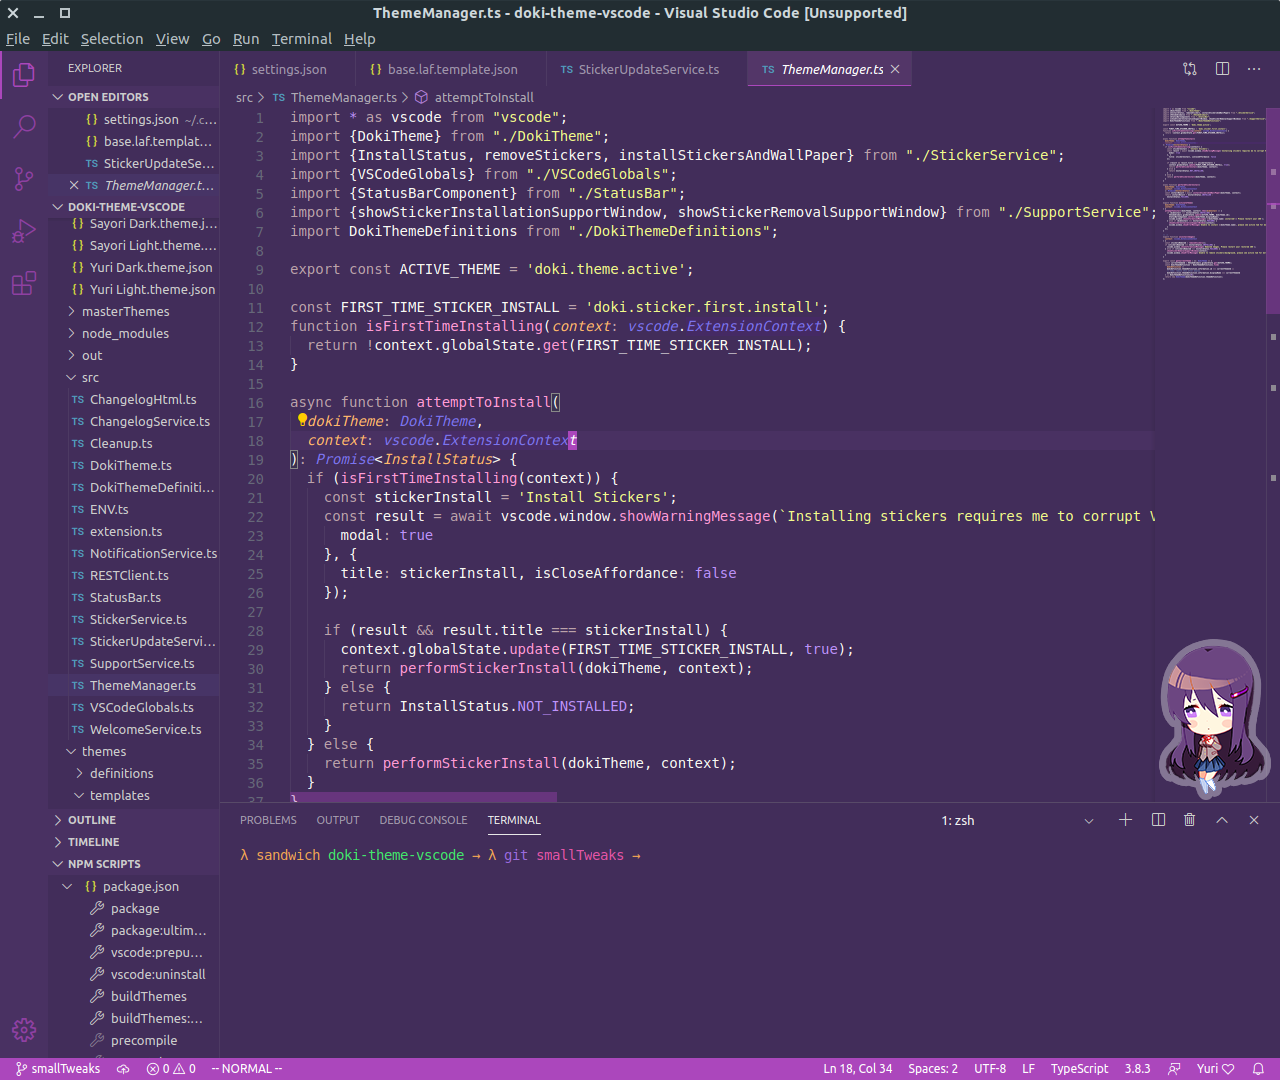 ThemeManager.ts - doki-theme-vscode - Visual Studio Code [Unsupported]
File Edit Selection View Go Run Terminal Help
EXPLORER
OPEN EDITORS
{} settings.json ~/.c...
{} base.laf.templat...
TS StickerUpdateSe...
TS ThemeManager.t...
DOKI-THEME-VSCODE
{} Sayori Dark.theme.j...
{} Sayori Light.theme....
{} Yuri Dark.theme.json
{} Yuri Light.theme.json
masterThemes
node_modules
out
src
TS ChangelogHtml.ts
TS ChangelogService.ts
TS Cleanup.ts
TS DokiTheme.ts
TS DokiThemeDefiniti...
TS ENV.ts
TS extension.ts
TS NotificationService.ts
TS RESTClient.ts
TS StatusBar.ts
TS StickerService.ts
TS StickerUpdateServi...
TS SupportService.ts
TS ThemeManager.ts
TS VSCodeGlobals.ts
TS WelcomeService.ts
themes
definitions
templates
OUTLINE
TIMELINE
NPM SCRIPTS
{} package.json
package
package:ultim...
vscode:prepu...
vscode:uninstall
buildThemes
buildThemes:...
precompile
{} settings.json {} base.laf.template.json TS StickerUpdateService.ts TS ThemeManager.ts
src > TS ThemeManager.ts > attemptToInstall
1 import * as vscode from "vscode";
2 import {DokiTheme} from "./DokiTheme";
3 import {InstallStatus, removeStickers, installStickersAndWallPaper} from "./StickerService";
4 import {VSCodeGlobals} from "./VSCodeGlobals";
5 import {StatusBarComponent} from "./StatusBar";
6 import {showStickerInstallationSupportWindow, showStickerRemovalSupportWindow} from "./SupportService";
7 import DokiThemeDefinitions from "./DokiThemeDefinitions";
8
9 export const ACTIVE_THEME = 'doki.theme.active';
10
11 const FIRST_TIME_STICKER_INSTALL = 'doki.sticker.first.install';
12 function isFirstTimeInstalling(context: vscode.ExtensionContext) {
13 return !context.globalState.get(FIRST_TIME_STICKER_INSTALL);
14 }
15
16 async function attemptToInstall(
17 dokiTheme: DokiTheme,
18 context: vscode.ExtensionContext
19 ): Promise<InstallStatus> {
20 if (isFirstTimeInstalling(context)) {
21 const stickerInstall = 'Install Stickers';
22 const result = await vscode.window.showWarningMessage(`Installing stickers requires me to corrupt V
23 modal: true
24 }, {
25 title: stickerInstall, isCloseAffordance: false
26 });
27
28 if (result && result.title === stickerInstall) {
29 context.globalState.update(FIRST_TIME_STICKER_INSTALL, true);
30 return performStickerInstall(dokiTheme, context);
31 } else {
32 return InstallStatus.NOT_INSTALLED;
33 }
34 } else {
35 return performStickerInstall(dokiTheme, context);
36 }
37 }
PROBLEMS OUTPUT DEBUG CONSOLE TERMINAL 1: zsh
λ sandwich doki-theme-vscode → λ git smallTweaks →
smallTweaks 0 0 -- NORMAL -- Ln 18, Col 34 Spaces: 2 UTF-8 LF TypeScript 3.8.3 Yuri ♡